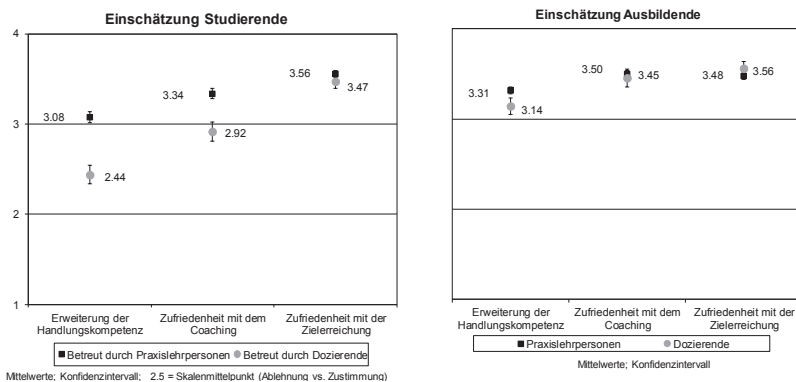 Einschätzung Studierende
4
3
2
1
3.08
2.44
3.34
2.92
3.56
3.47
Erweiterung der
Handlungskompetenz
Zufriedenheit mit dem
Coaching
Zufriedenheit mit der
Zielerreichung
Betreut durch Praxislehrpersonen
Betreut durch Dozierende
Mittelwerte; Konfidenzintervall; 2.5 = Skalenmittelpunkt (Ablehnung vs. Zustimmung)
Einschätzung Ausbildende
3.31
3.14
3.50
3.45
3.48
3.56
Erweiterung der
Handlungskompetenz
Zufriedenheit mit dem
Coaching
Zufriedenheit mit der
Zielerreichung
Praxislehrpersonen
Dozierende
Mittelwerte; Konfidenzintervall